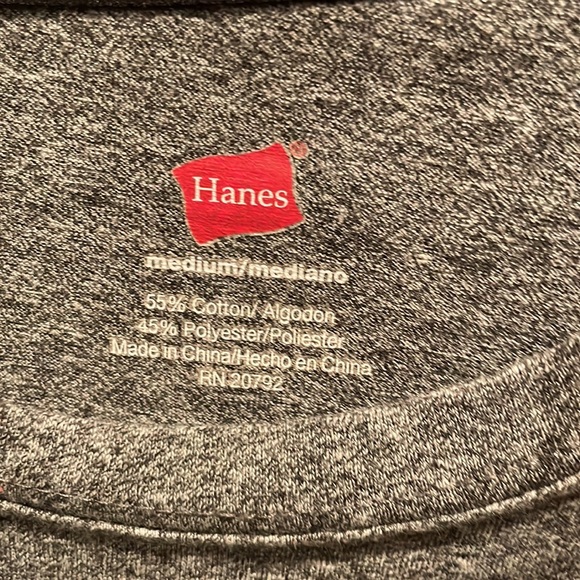 Hanes®
medium/mediano
55% Cotton/ Algodon
45% Polyester/Poliester
Made in China/Hecho en China
RN 20792